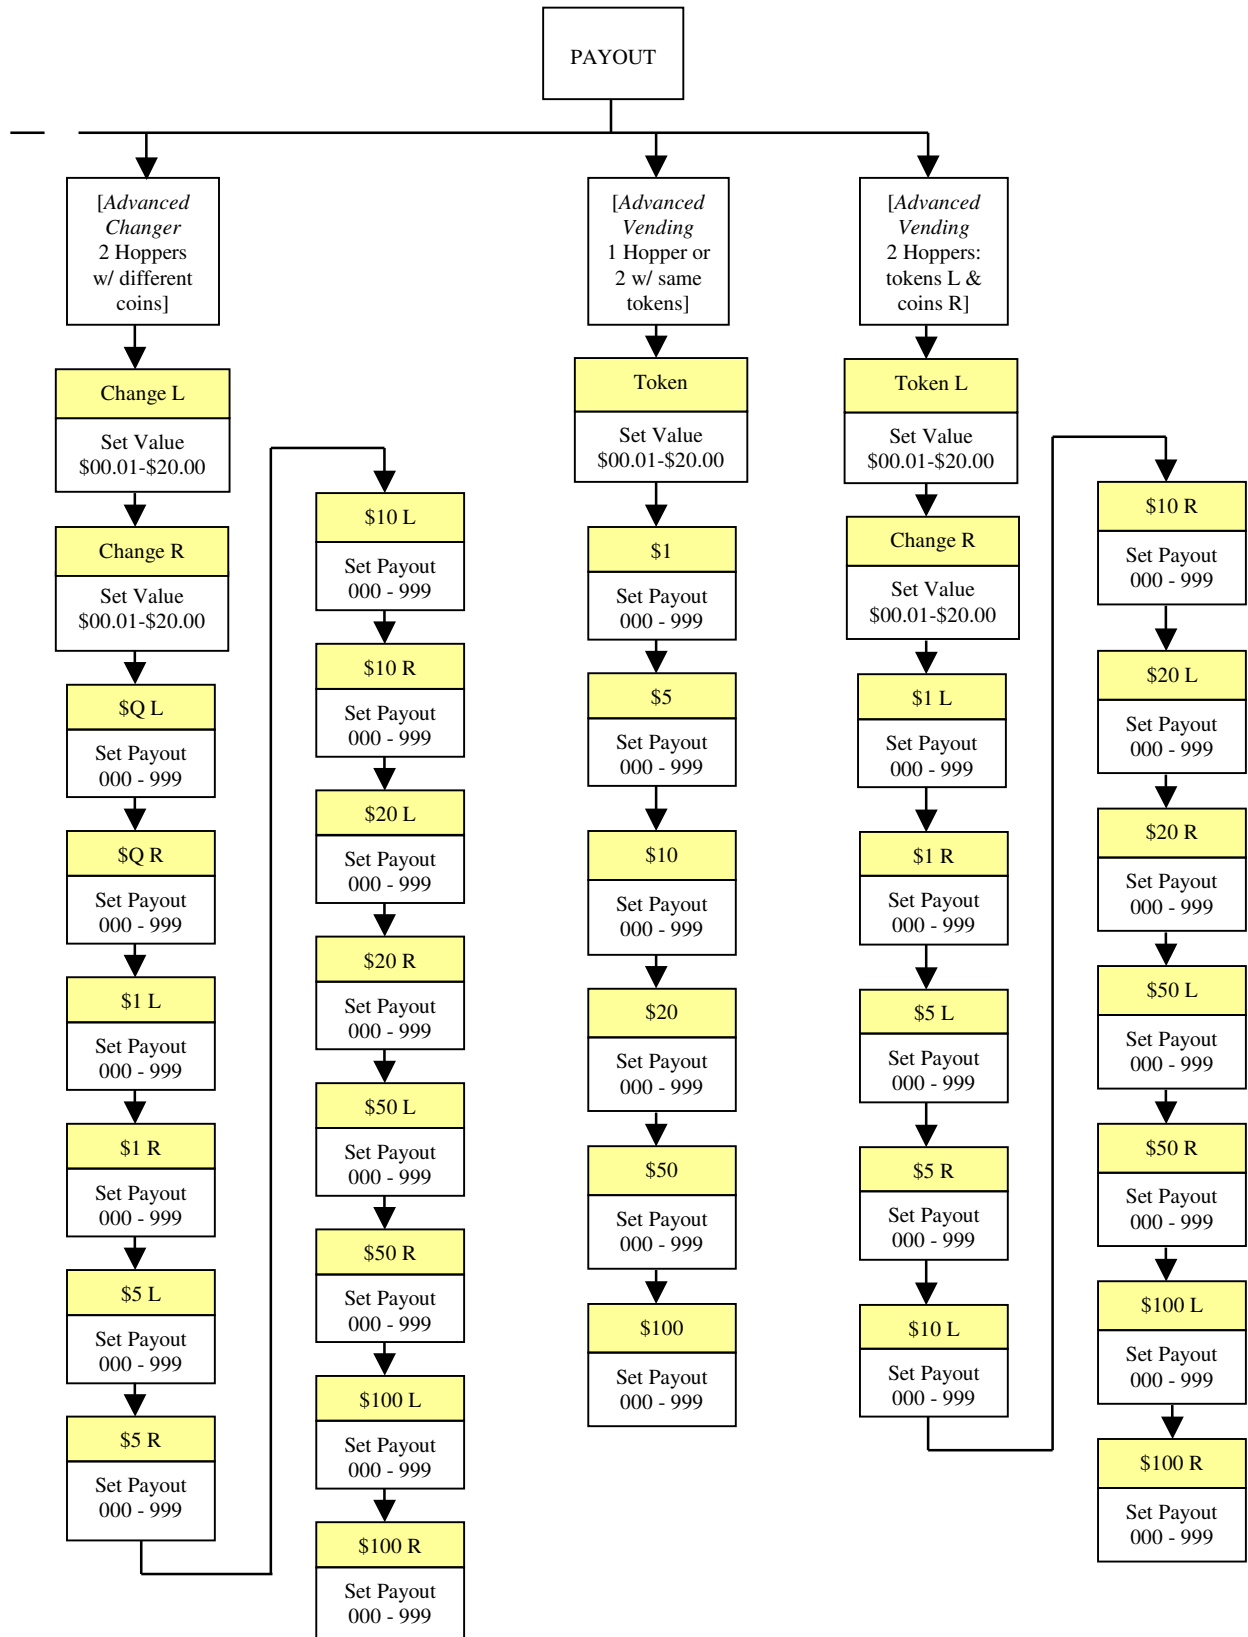 PAYOUT
[Advanced
Changer
2 Hoppers
w/ different
coins]
Change L
Set Value
$00.01-$20.00
Change R
Set Value
$00.01-$20.00
$Q L
Set Payout
000 - 999
$Q R
Set Payout
000 - 999
$1 L
Set Payout
000 - 999
$1 R
Set Payout
000 - 999
$5 L
Set Payout
000 - 999
$5 R
Set Payout
000 - 999
$10 L
Set Payout
000 - 999
$10 R
Set Payout
000 - 999
$20 L
Set Payout
000 - 999
$20 R
Set Payout
000 - 999
$50 L
Set Payout
000 - 999
$50 R
Set Payout
000 - 999
$100 L
Set Payout
000 - 999
$100 R
Set Payout
000 - 999
[Advanced
Vending
1 Hopper or
2 w/ same
tokens]
Token
Set Value
$00.01-$20.00
$1
Set Payout
000 - 999
$5
Set Payout
000 - 999
$10
Set Payout
000 - 999
$20
Set Payout
000 - 999
$50
Set Payout
000 - 999
$100
Set Payout
000 - 999
[Advanced
Vending
2 Hoppers:
tokens L &
coins R]
Token L
Set Value
$00.01-$20.00
Change R
Set Value
$00.01-$20.00
$1 L
Set Payout
000 - 999
$1 R
Set Payout
000 - 999
$5 L
Set Payout
000 - 999
$5 R
Set Payout
000 - 999
$10 L
Set Payout
000 - 999
$10 R
Set Payout
000 - 999
$20 L
Set Payout
000 - 999
$20 R
Set Payout
000 - 999
$50 L
Set Payout
000 - 999
$50 R
Set Payout
000 - 999
$100 L
Set Payout
000 - 999
$100 R
Set Payout
000 - 999